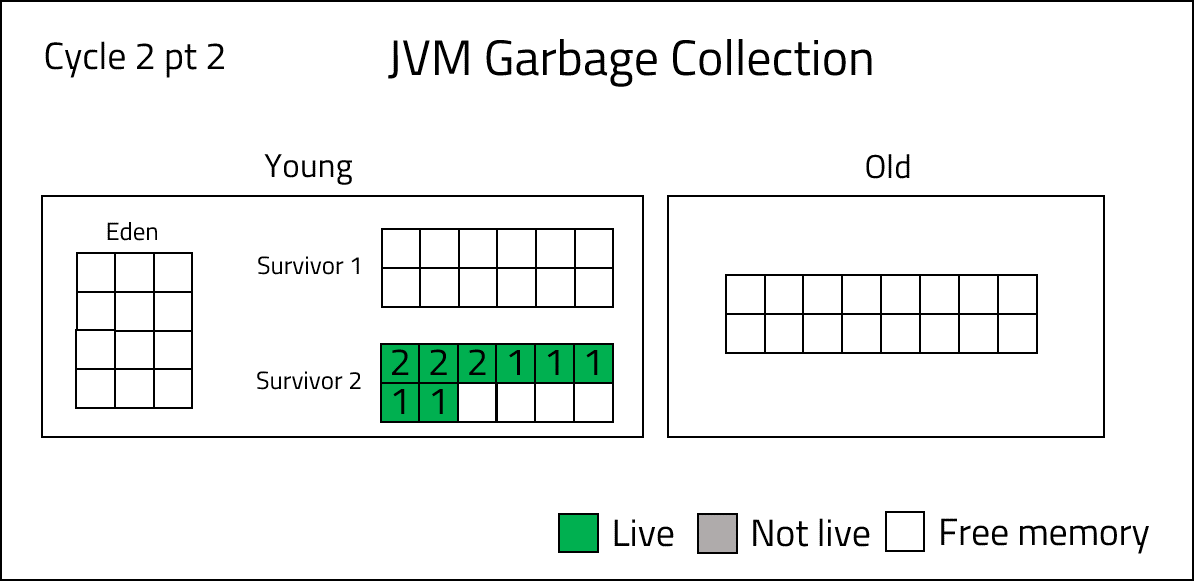 Cycle 2 pt 2
JVM Garbage Collection
Young
Old
Eden
Survivor 1
Survivor 2
2 2 2 1 1 1
1 1
Live
Not live
Free memory